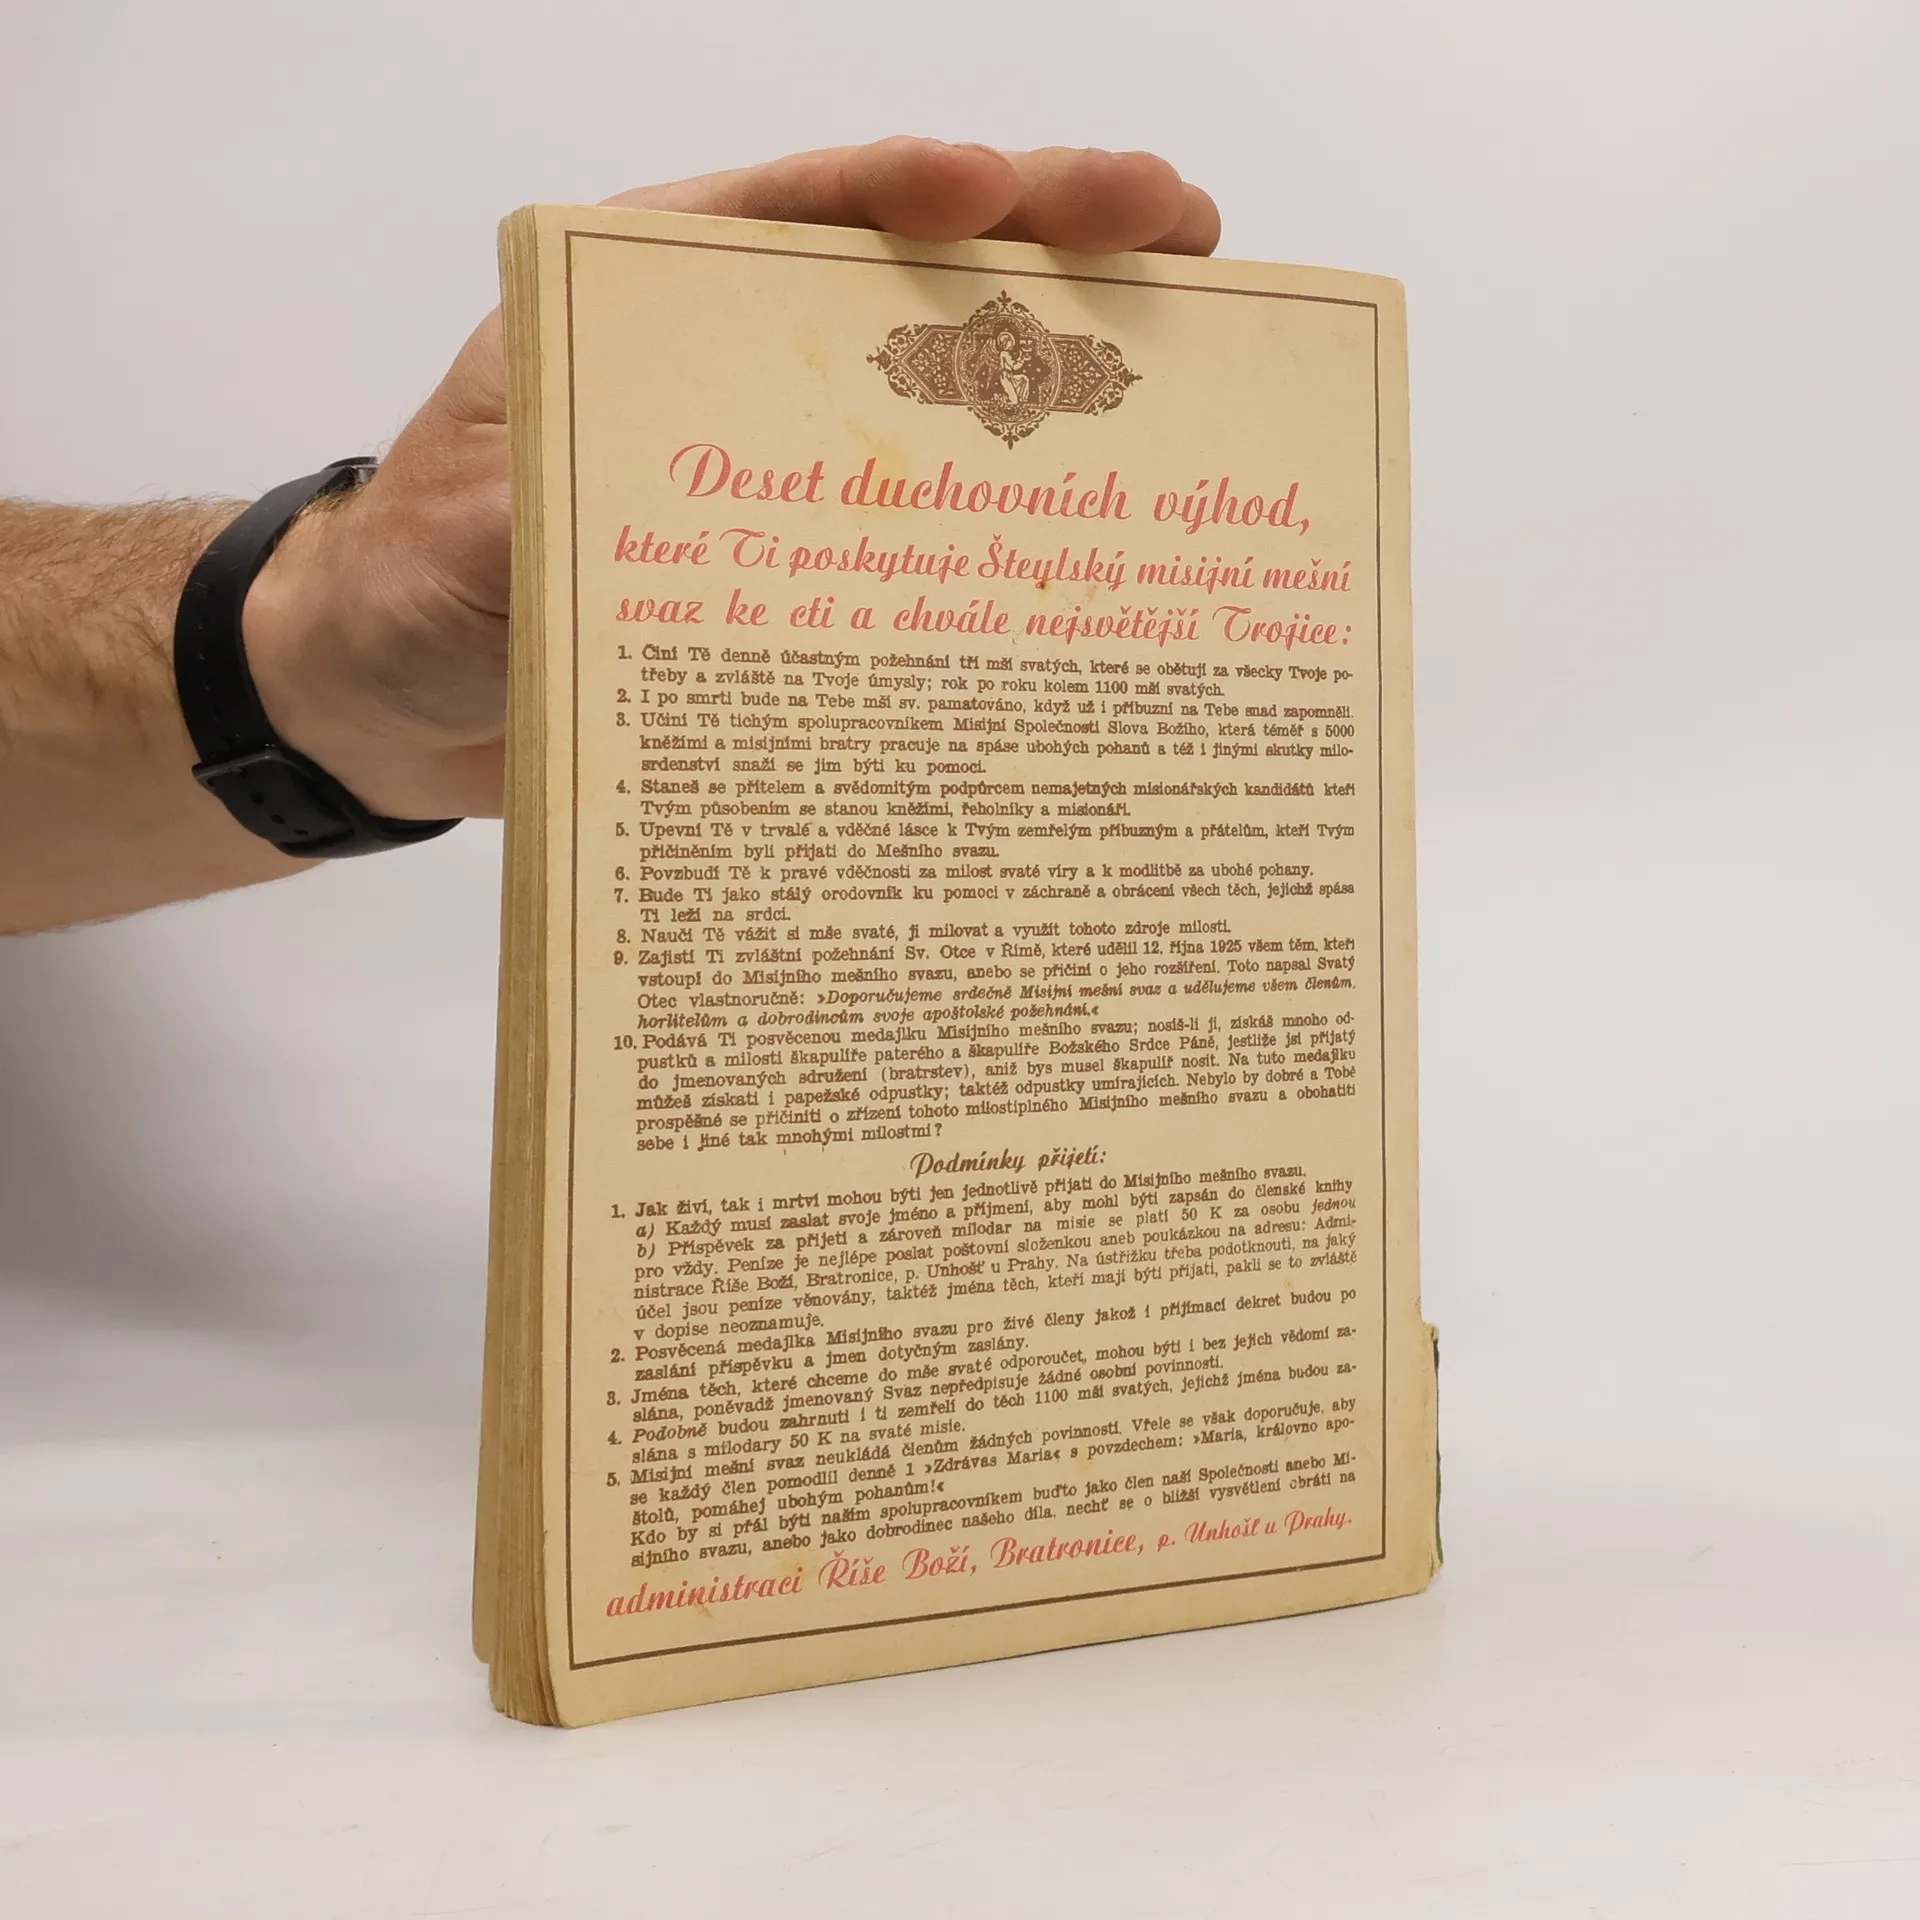 Deset duchovních výhod,
které Ti poskytuje Šteylský misijní mešní
svaz ke cti a chvále nejsvětější Trojice:
1. Činí Tě denně účastným požehnání tří mší svatých, které se obětují za všecky Tvoje po-
třeby a zvláště na Tvoje úmysly; rok po roku kolem 1100 mší svatých.
2. I po smrti bude na Tebe mší sv. pamatováno, když už i příbuzní na Tebe snad zapomněli.
3. Učiní Tě tichým spolupracovníkem Misijní Společnosti Slova Božího, která téměř s 5000
kněžími a misijními bratry pracuje na spáse ubohých pohanů a též i jinými skutky milo-
srdenství snaží se jim býti ku pomoci.
4. Staneš se přítelem a svědomitým podpůrcem nemajetných misionářských kandidátů kteří
Tvým působením se stanou kněžími, řeholníky a misionáři.
5. Upevní Tě v trvalé a vděčné lásce k Tvým zemřelým příbuzným a přátelům, kteří Tvým
přičiněním byli přijati do Mešního svazu.
6. Povzbudí Tě k pravé vděčnosti za milost svaté víry a k modlitbě za ubohé pohany.
7. Bude Ti jako stálý orodovník ku pomoci v záchraně a obrácení všech těch, jejichž spása
Ti leží na srdci.
8. Naučí Tě vážit si mše svaté, ji milovat a využít tohoto zdroje milosti.
9. Zajistí Ti zvláštní požehnání Sv. Otce v Římě, které udělil 12. října 1925 všem těm, kteří
vstoupí do Misijního mešního svazu, anebo se přičiní o jeho rozšíření. Toto napsal Svatý
Otec vlastnoručně: »Doporučujeme srdečně Misijní mešní svaz a udělujeme všem členům,
horlitelům a dobrodincům svoje apoštolské požehnání.«
10. Podává Ti posvěcenou medajlku Misijního mešního svazu; nosíš-li ji, získáš mnoho od-
pustků a milostí škapulíře paterého a škapulíře Božského Srdce Páně, jestliže jsi přijatý
do jmenovaných sdružení (bratrstev), aniž bys musel škapulíř nosit. Na tuto medajlku
můžeš získati i papežské odpustky; taktéž odpustky umírajících. Nebylo by dobré a Tobě
prospěšné se přičiniti o zřízení tohoto milostiplného Misijního mešního svazu a obohatiti
sebe i jiné tak mnohými milostmi?
Podmínky přijetí:
1. Jak živí, tak i mrtví mohou býti jen jednotlivě přijati do Misijního mešního svazu.
a) Každý musí zaslat svoje jméno a příjmení, aby mohl býti zapsán do členské knihy
b) Příspěvek za přijetí a zároveň milodar na misie se platí 50 K za osobu jednou
pro vždy. Peníze je nejlépe poslat poštovní složenkou aneb poukázkou na adresu: Admi-
nistrace Říše Boží, Bratronice, p. Unhošť u Prahy. Na ústřižku třeba podotknouti, na jaký
účel jsou peníze věnovány, taktéž jména těch, kteří mají býti přijati, pakli se to zvláště
v dopise neoznamuje.
2. Posvěcená medajlka Misijního svazu pro živé členy jakož i přijímací dekret budou po
zaslání příspěvku a jmen dotyčným zaslány.
3. Jména těch, které chceme do mše svaté odporoučet, mohou býti i bez jejich vědomí za-
slána, poněvadž jmenovaný Svaz nepředpisuje žádné osobní povinnosti.
4. Podobně budou zahrnuti i ti zemřelí do těch 1100 mší svatých, jejichž jména budou za-
slána s milodary 50 K na svaté misie.
5. Misijní mešní svaz neukládá členům žádných povinností. Vřele se však doporučuje, aby
se každý člen pomodlil denně 1 »Zdrávas Maria« s povzdechem: »Maria, královno apo-
štolů, pomáhej ubohým pohanům!«
Kdo by si přál býti naším spolupracovníkem buďto jako člen naší Společnosti anebo Mi-
sijního svazu, anebo jako dobrodinec našeho díla, nechť se o bližší vysvětlení obrátí na
administraci Říše Boží, Bratronice, p. Unhošť u Prahy.